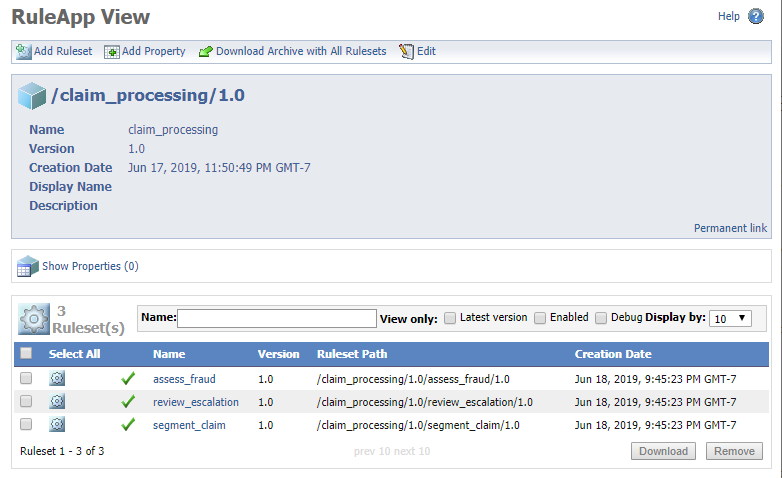 RuleApp View
Help
Add Ruleset Add Property Download Archive with All Rulesets Edit
/claim_processing/1.0
Name claim_processing
Version 1.0
Creation Date Jun 17, 2019, 11:50:49 PM GMT-7
Display Name
Description
Permanent link
Show Properties (0)
3 Ruleset(s)
Name: View only: Latest version Enabled Debug Display by: 10
Select All Name Version Ruleset Path Creation Date
assess_fraud 1.0 /claim_processing/1.0/assess_fraud/1.0 Jun 18, 2019, 9:45:23 PM GMT-7
review_escalation 1.0 /claim_processing/1.0/review_escalation/1.0 Jun 18, 2019, 9:45:23 PM GMT-7
segment_claim 1.0 /claim_processing/1.0/segment_claim/1.0 Jun 18, 2019, 9:45:23 PM GMT-7
Ruleset 1 - 3 of 3 prev 10 next 10 Download Remove